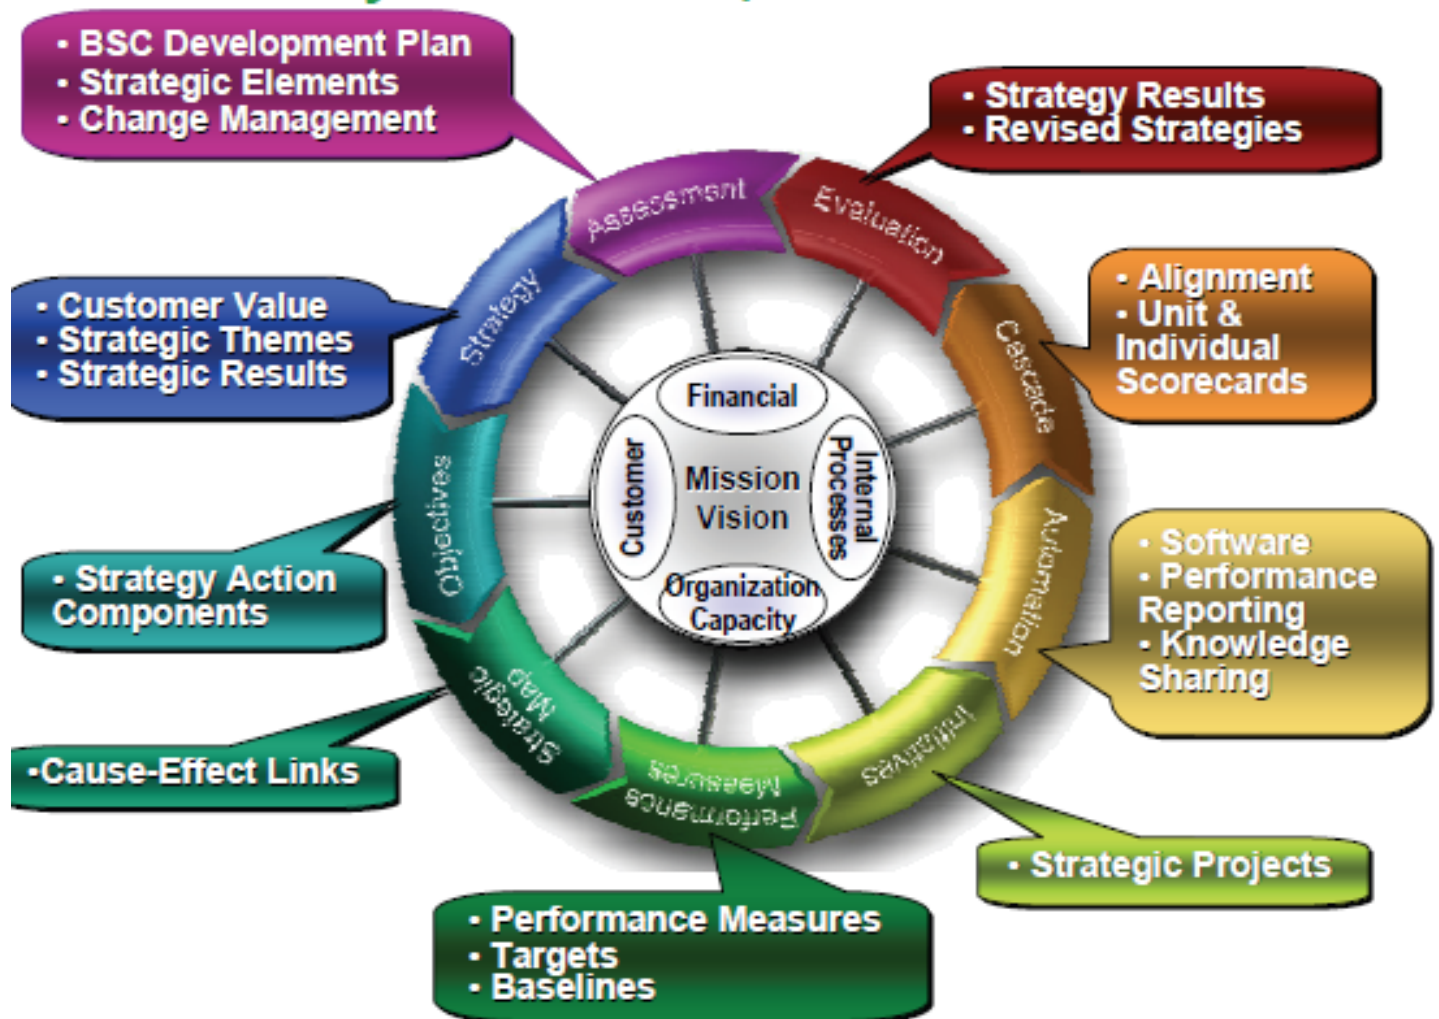 • BSC Development Plan
• Strategic Elements
• Change Management
• Strategy Results
• Revised Strategies
Assessment
Evaluation
• Customer Value
• Strategic Themes
• Strategic Results
Strategy
Cascade
• Alignment
• Unit &
Individual
Scorecards
Financial
Customer
Mission
Vision
Internal
Processes
Organization
Capacity
Objectives
Automation
• Strategy Action
Components
• Software
• Performance
Reporting
• Knowledge
Sharing
Strategic
Map
Initiatives
•Cause-Effect Links
Performance
Measures
• Strategic Projects
• Performance Measures
• Targets
• Baselines